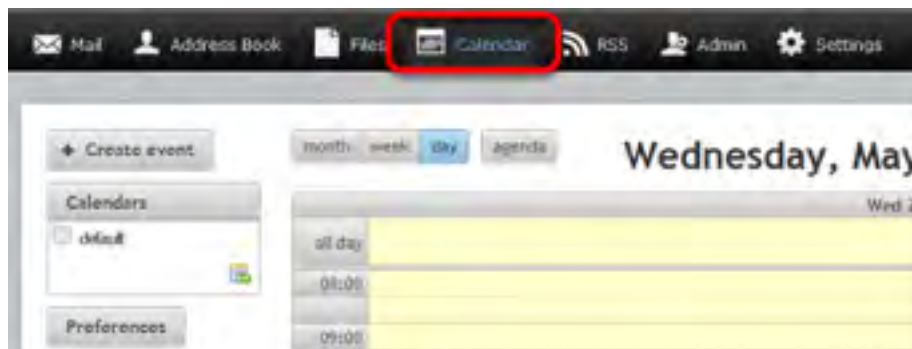 Mail Address Book Files Calendar RSS Admin Settings
+ Create event
month week day agenda
Wednesday, May
Calendars
Wed 2
default
all day
08:00
Preferences
09:00